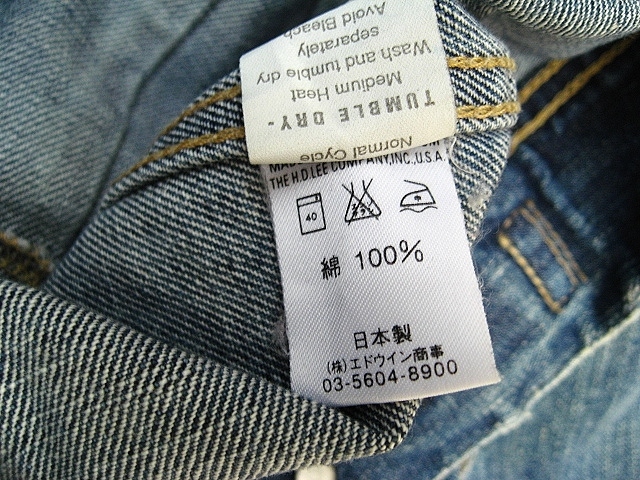 Normal Cycle
TUMBLE DRY -
Medium Heat
Wash and tumble dry
separately
Avoid Bleach
THE H.D.LEE COMPANY,INC.,U.S.A.
40
綿 100%
日本製
(株)エドウイン商事
03-5604-8900